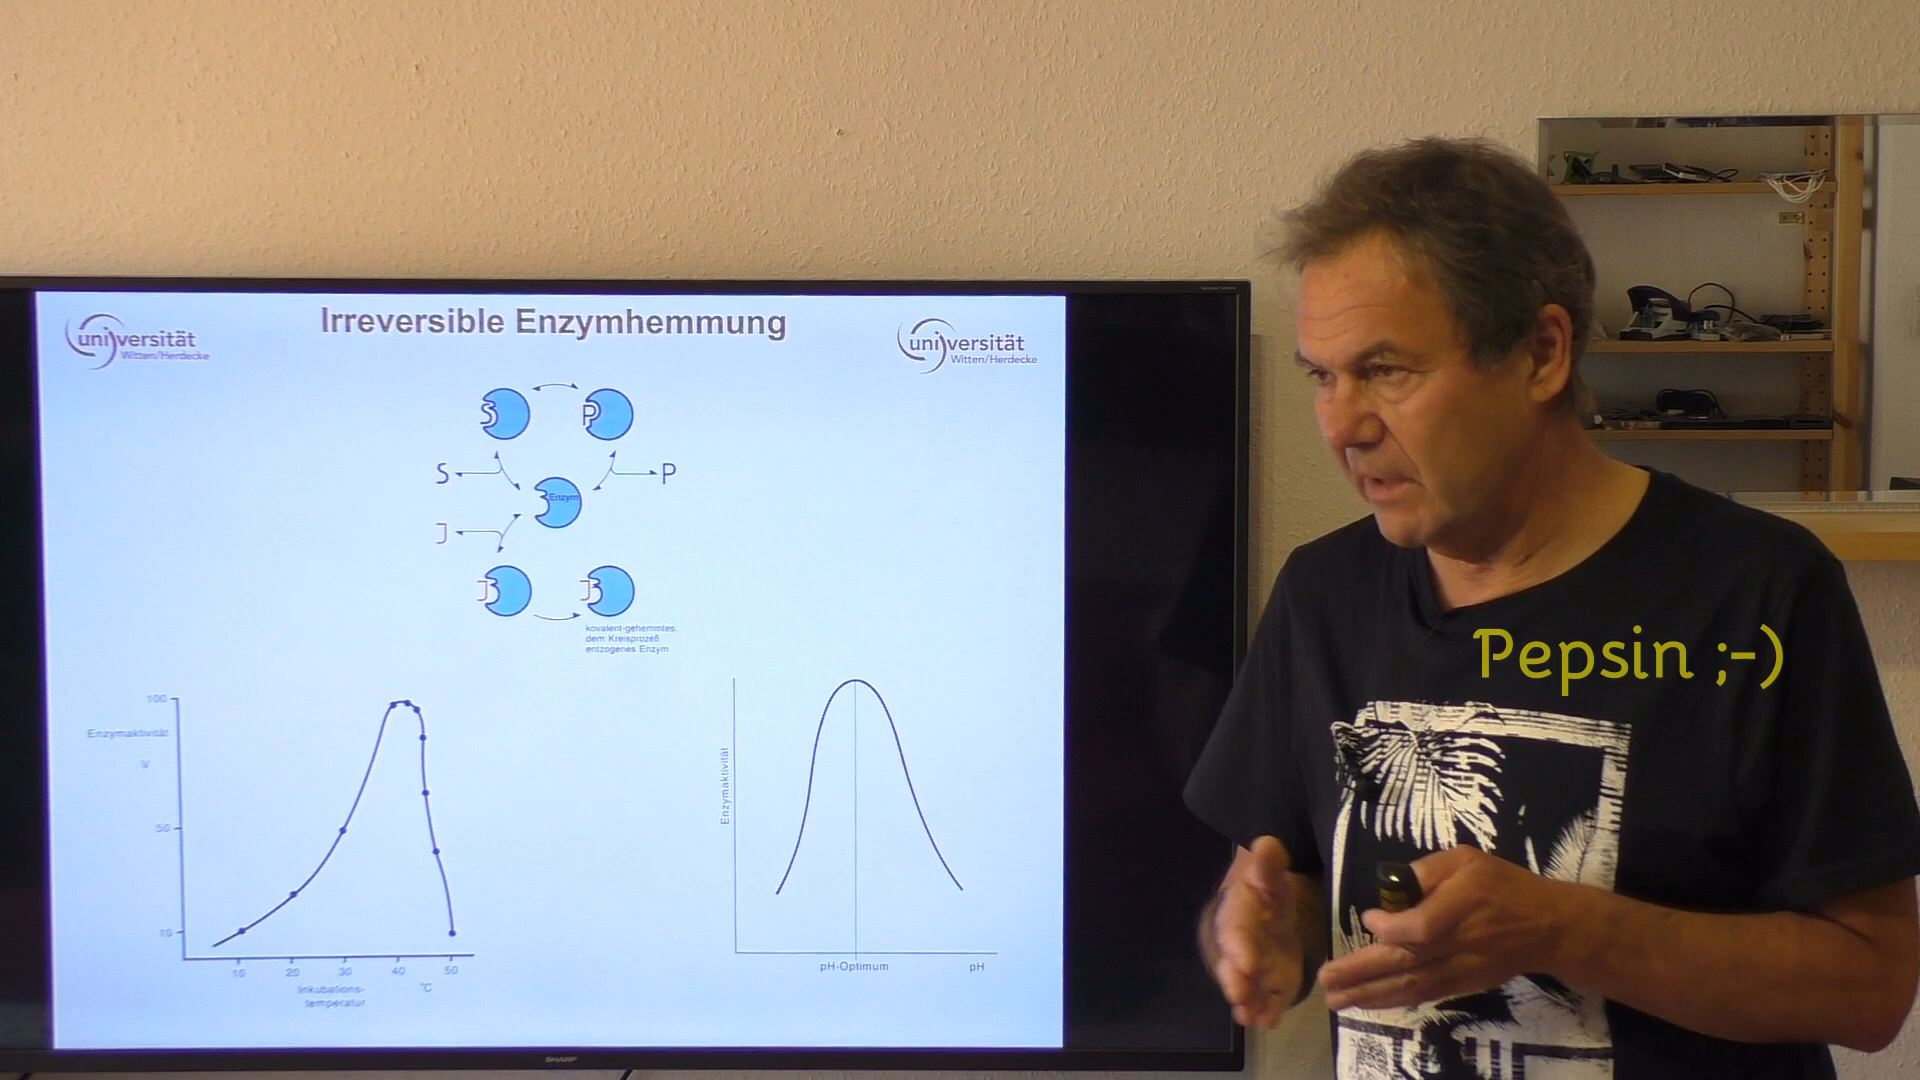 Irreversible Enzymhemmung
uni versität
Witten/Herdecke
uni versität
Witten/Herdecke
S
P
S
P
Enzym
J
J
J
kovalent-gehemmtes,
dem Kreisprozeß
entzogenes Enzym
Pepsin ;-)
100
Enzymaktivität
V
50
10
10 20 30 40 50
Inkubations-
temperatur
°C
Enzymaktivität
pH-Optimum
pH
SHARP